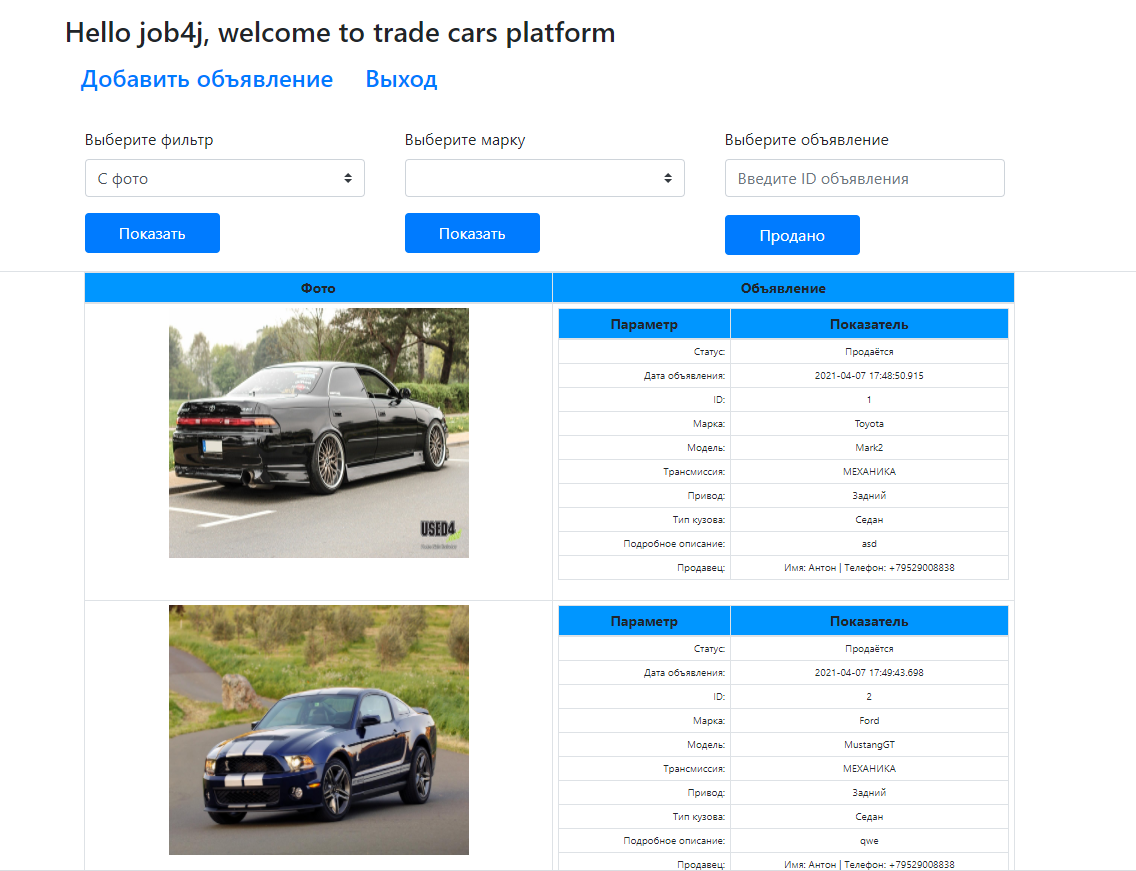 Hello job4j, welcome to trade cars platform
Добавить объявление Выход
Выберите фильтр Выберите марку Выберите объявление
С фото Введите ID объявления
Показать Показать Продано
Фото Объявление
Параметр Показатель
Статус: Продаётся
Дата объявления: 2021-04-07 17:48:50.915
ID: 1
Марка: Toyota
Модель: Mark2
Трансмиссия: МЕХАНИКА
Привод: Задний
Тип кузова: Седан
Подробное описание: asd
Продавец: Имя: Антон | Телефон: +79529008838
USED4
Параметр Показатель
Статус: Продаётся
Дата объявления: 2021-04-07 17:49:43.698
ID: 2
Марка: Ford
Модель: MustangGT
Трансмиссия: МЕХАНИКА
Привод: Задний
Тип кузова: Седан
Подробное описание: qwe
Продавец: Имя: Антон | Телефон: +79529008838